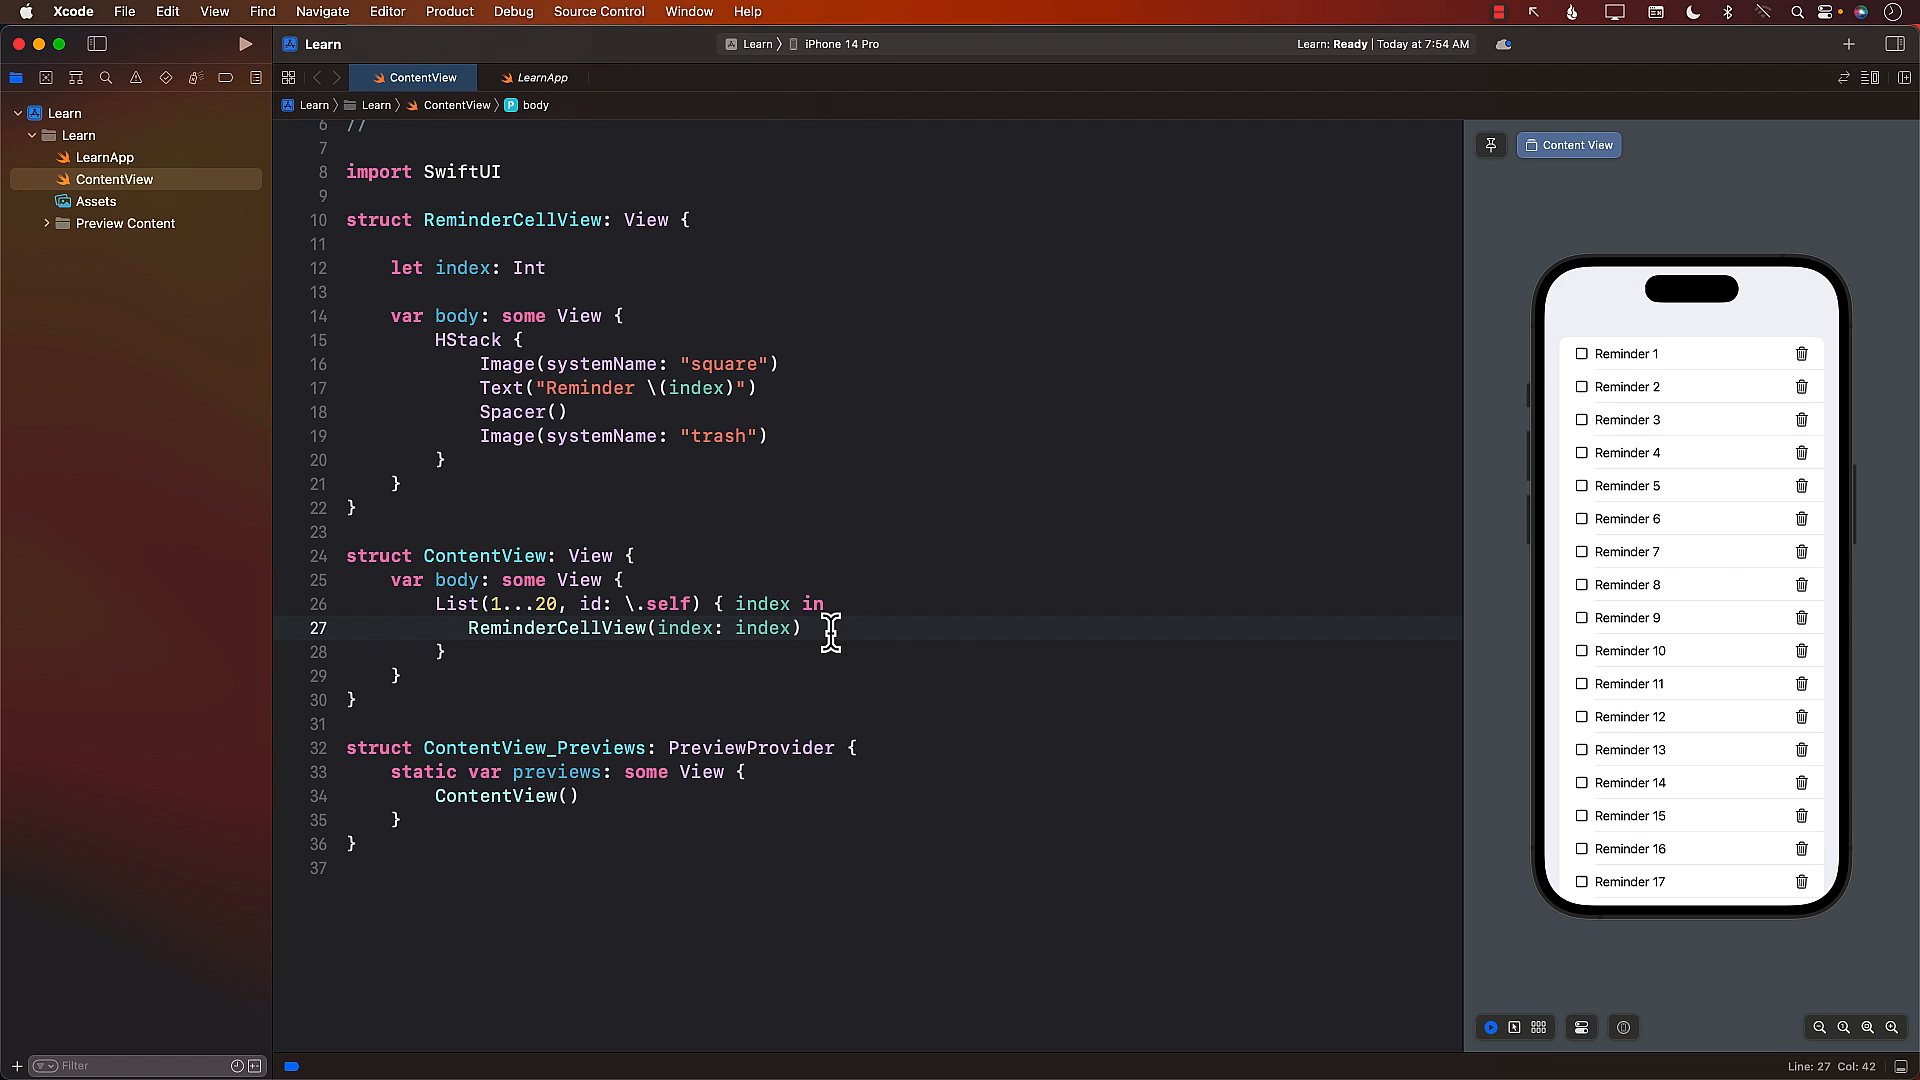 Xcode File Edit View Find Navigate Editor Product Debug Source Control Window Help
Learn
Learn 〉 iPhone 14 Pro
Learn: Ready | Today at 7:54 AM
ContentView
LearnApp
Learn 〉 Learn 〉 ContentView 〉 P body
Learn
Learn
LearnApp
ContentView
Assets
Preview Content
6 //
7
8 import SwiftUI
9
10 struct ReminderCellView: View {
11
12 let index: Int
13
14 var body: some View {
15 HStack {
16 Image(systemName: "square")
17 Text("Reminder \(index)")
18 Spacer()
19 Image(systemName: "trash")
20 }
21 }
22 }
23
24 struct ContentView: View {
25 var body: some View {
26 List(1...20, id: \.self) { index in
27 ReminderCellView(index: index)
28 }
29 }
30 }
31
32 struct ContentView_Previews: PreviewProvider {
33 static var previews: some View {
34 ContentView()
35 }
36 }
37
Content View
Reminder 1
Reminder 2
Reminder 3
Reminder 4
Reminder 5
Reminder 6
Reminder 7
Reminder 8
Reminder 9
Reminder 10
Reminder 11
Reminder 12
Reminder 13
Reminder 14
Reminder 15
Reminder 16
Reminder 17
Filter
Line: 27 Col: 42